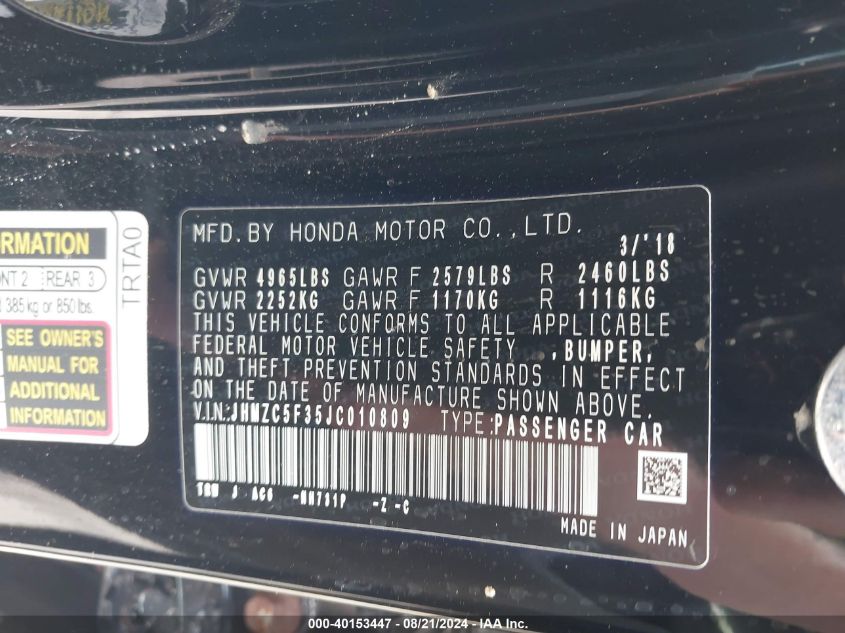 RMATION
NT 2 REAR 3
385 kg or 850 lbs.
SEE OWNER'S
MANUAL FOR
ADDITIONAL
INFORMATION
TRTA0
MFD. BY HONDA MOTOR CO., LTD.
3/'18
GVWR 4965LBS GAWR F 2579LBS R 2460LBS
GVWR 2252KG GAWR F 1170KG R 1116KG
THIS VEHICLE CONFORMS TO ALL APPLICABLE
FEDERAL MOTOR VEHICLE SAFETY , BUMPER,
AND THEFT PREVENTION STANDARDS IN EFFECT
ON THE DATE OF MANUFACTURE SHOWN ABOVE.
V.I.N.: JHMZC5F35JC010809 TYPE: PASSENGER CAR
J AC6 -NH731P -Z -C
MADE IN JAPAN
000-40153447 - 08/21/2024 - IAA Inc.